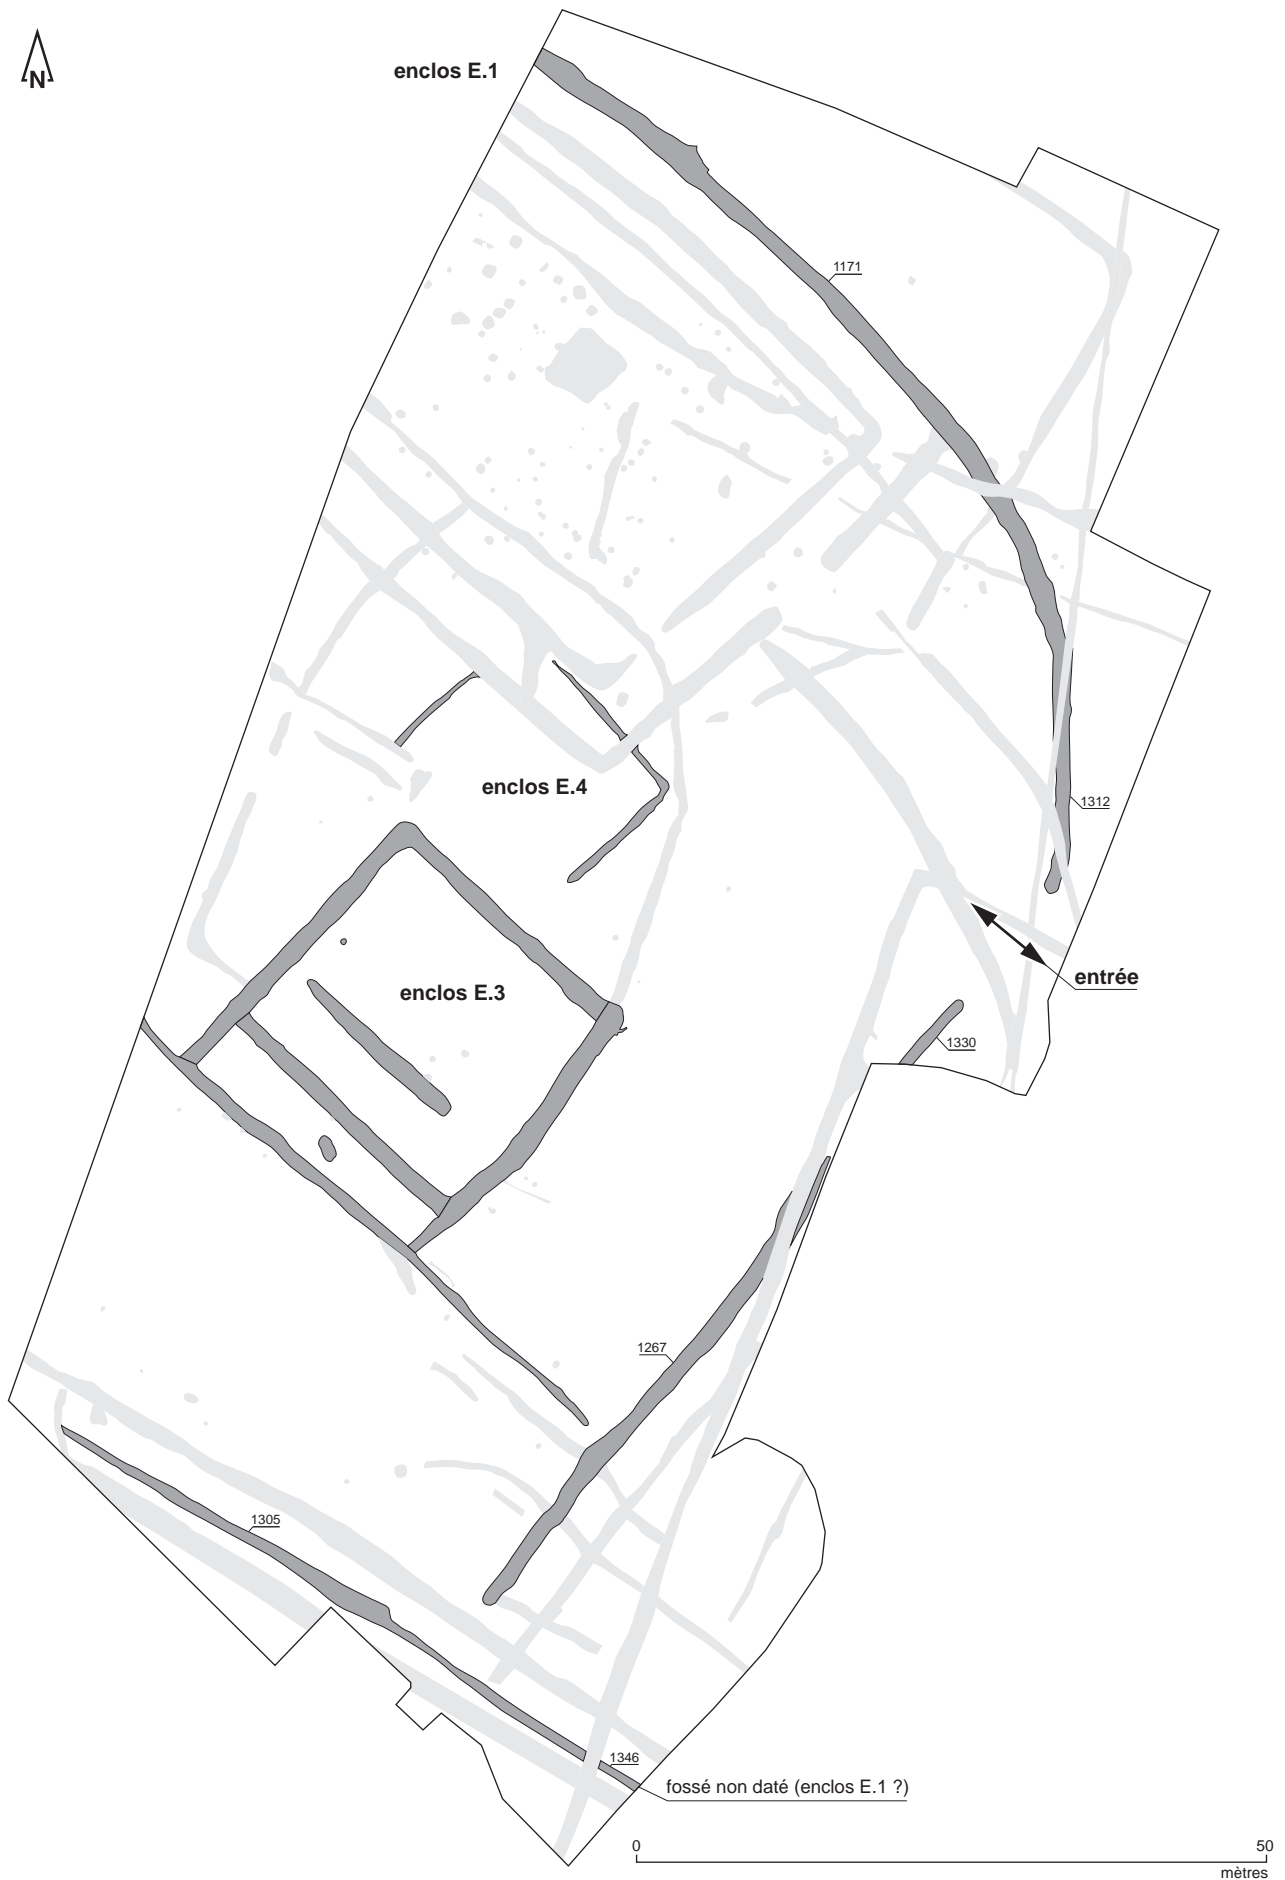 N
enclos E.1
1171
enclos E.4
1312
entrée
enclos E.3
1330
1267
1305
1346
fossé non daté (enclos E.1 ?)
0 50
mètres